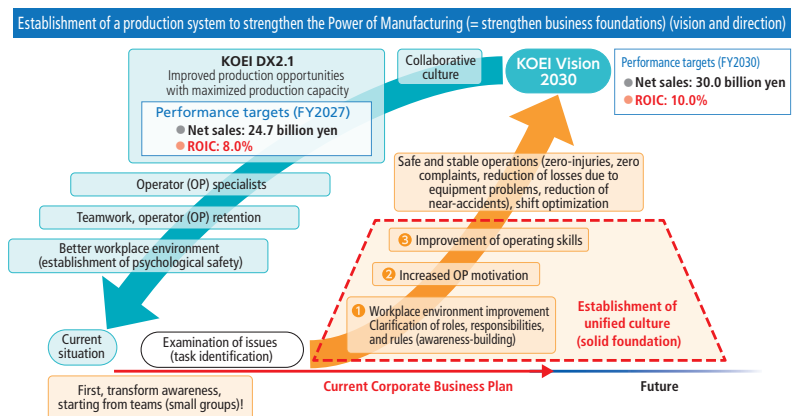 Establishment of a production system to strengthen the Power of Manufacturing (= strengthen business foundations) (vision and direction)
KOEI DX2.1
Improved production opportunities
with maximized production capacity
Performance targets (FY2027)
● Net sales: 24.7 billion yen
● ROIC: 8.0%
Collaborative
culture
KOEI Vision
2030
Performance targets (FY2030)
● Net sales: 30.0 billion yen
● ROIC: 10.0%
Operator (OP) specialists
Teamwork, operator (OP) retention
Better workplace environment
(establishment of psychological safety)
Safe and stable operations (zero-injuries, zero
complaints, reduction of losses due to
equipment problems, reduction of
near-accidents), shift optimization
❸ Improvement of operating skills
❷ Increased OP motivation
❶ Workplace environment improvement
Clarification of roles, responsibilities,
and rules (awareness-building)
Establishment of
unified culture
(solid foundation)
Current
situation
Examination of issues
(task identification)
First, transform awareness,
starting from teams (small groups)!
Current Corporate Business Plan
Future